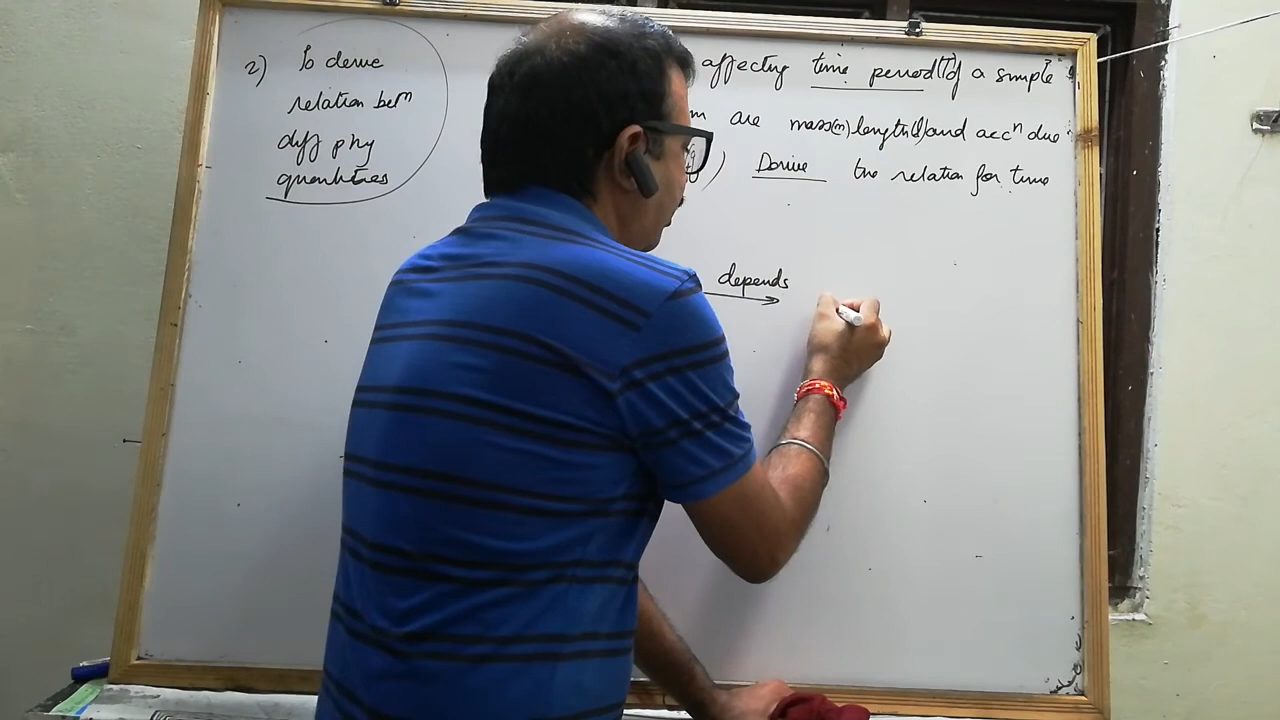 2) To derive
relation betn
diff phy
quantities
affecting time period(T) of a simple
m are mass(m) length(l) and accn due
g) Derive the relation for time
depends